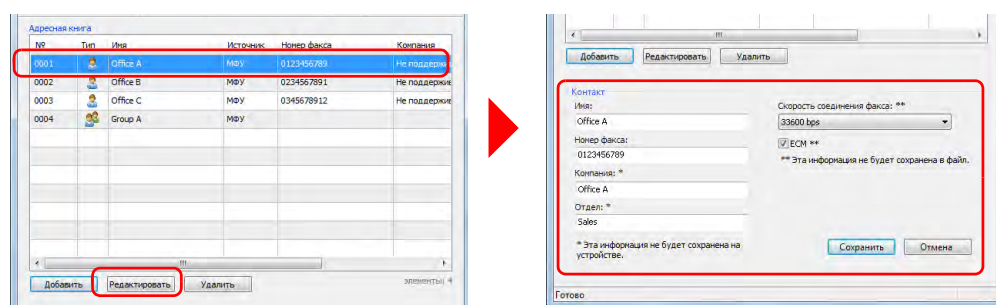 Адресная книга
№ Тип Имя Источник Номер факса Компания
0001 Office A МФУ 0123456789 Не поддержив
0002 Office B МФУ 0234567891 Не поддержив
0003 Office C МФУ 0345678912 Не поддержив
0004 Group A МФУ
Добавить Редактировать Удалить элементы: 4
Добавить Редактировать Удалить
Контакт
Имя:
Office A
Номер факса:
0123456789
Компания: *
Office A
Отдел: *
Sales
* Эта информация не будет сохранена на
устройстве.
Скорость соединения факса: **
33600 bps
ECM **
** Эта информация не будет сохранена в файл.
Сохранить Отмена
Готово